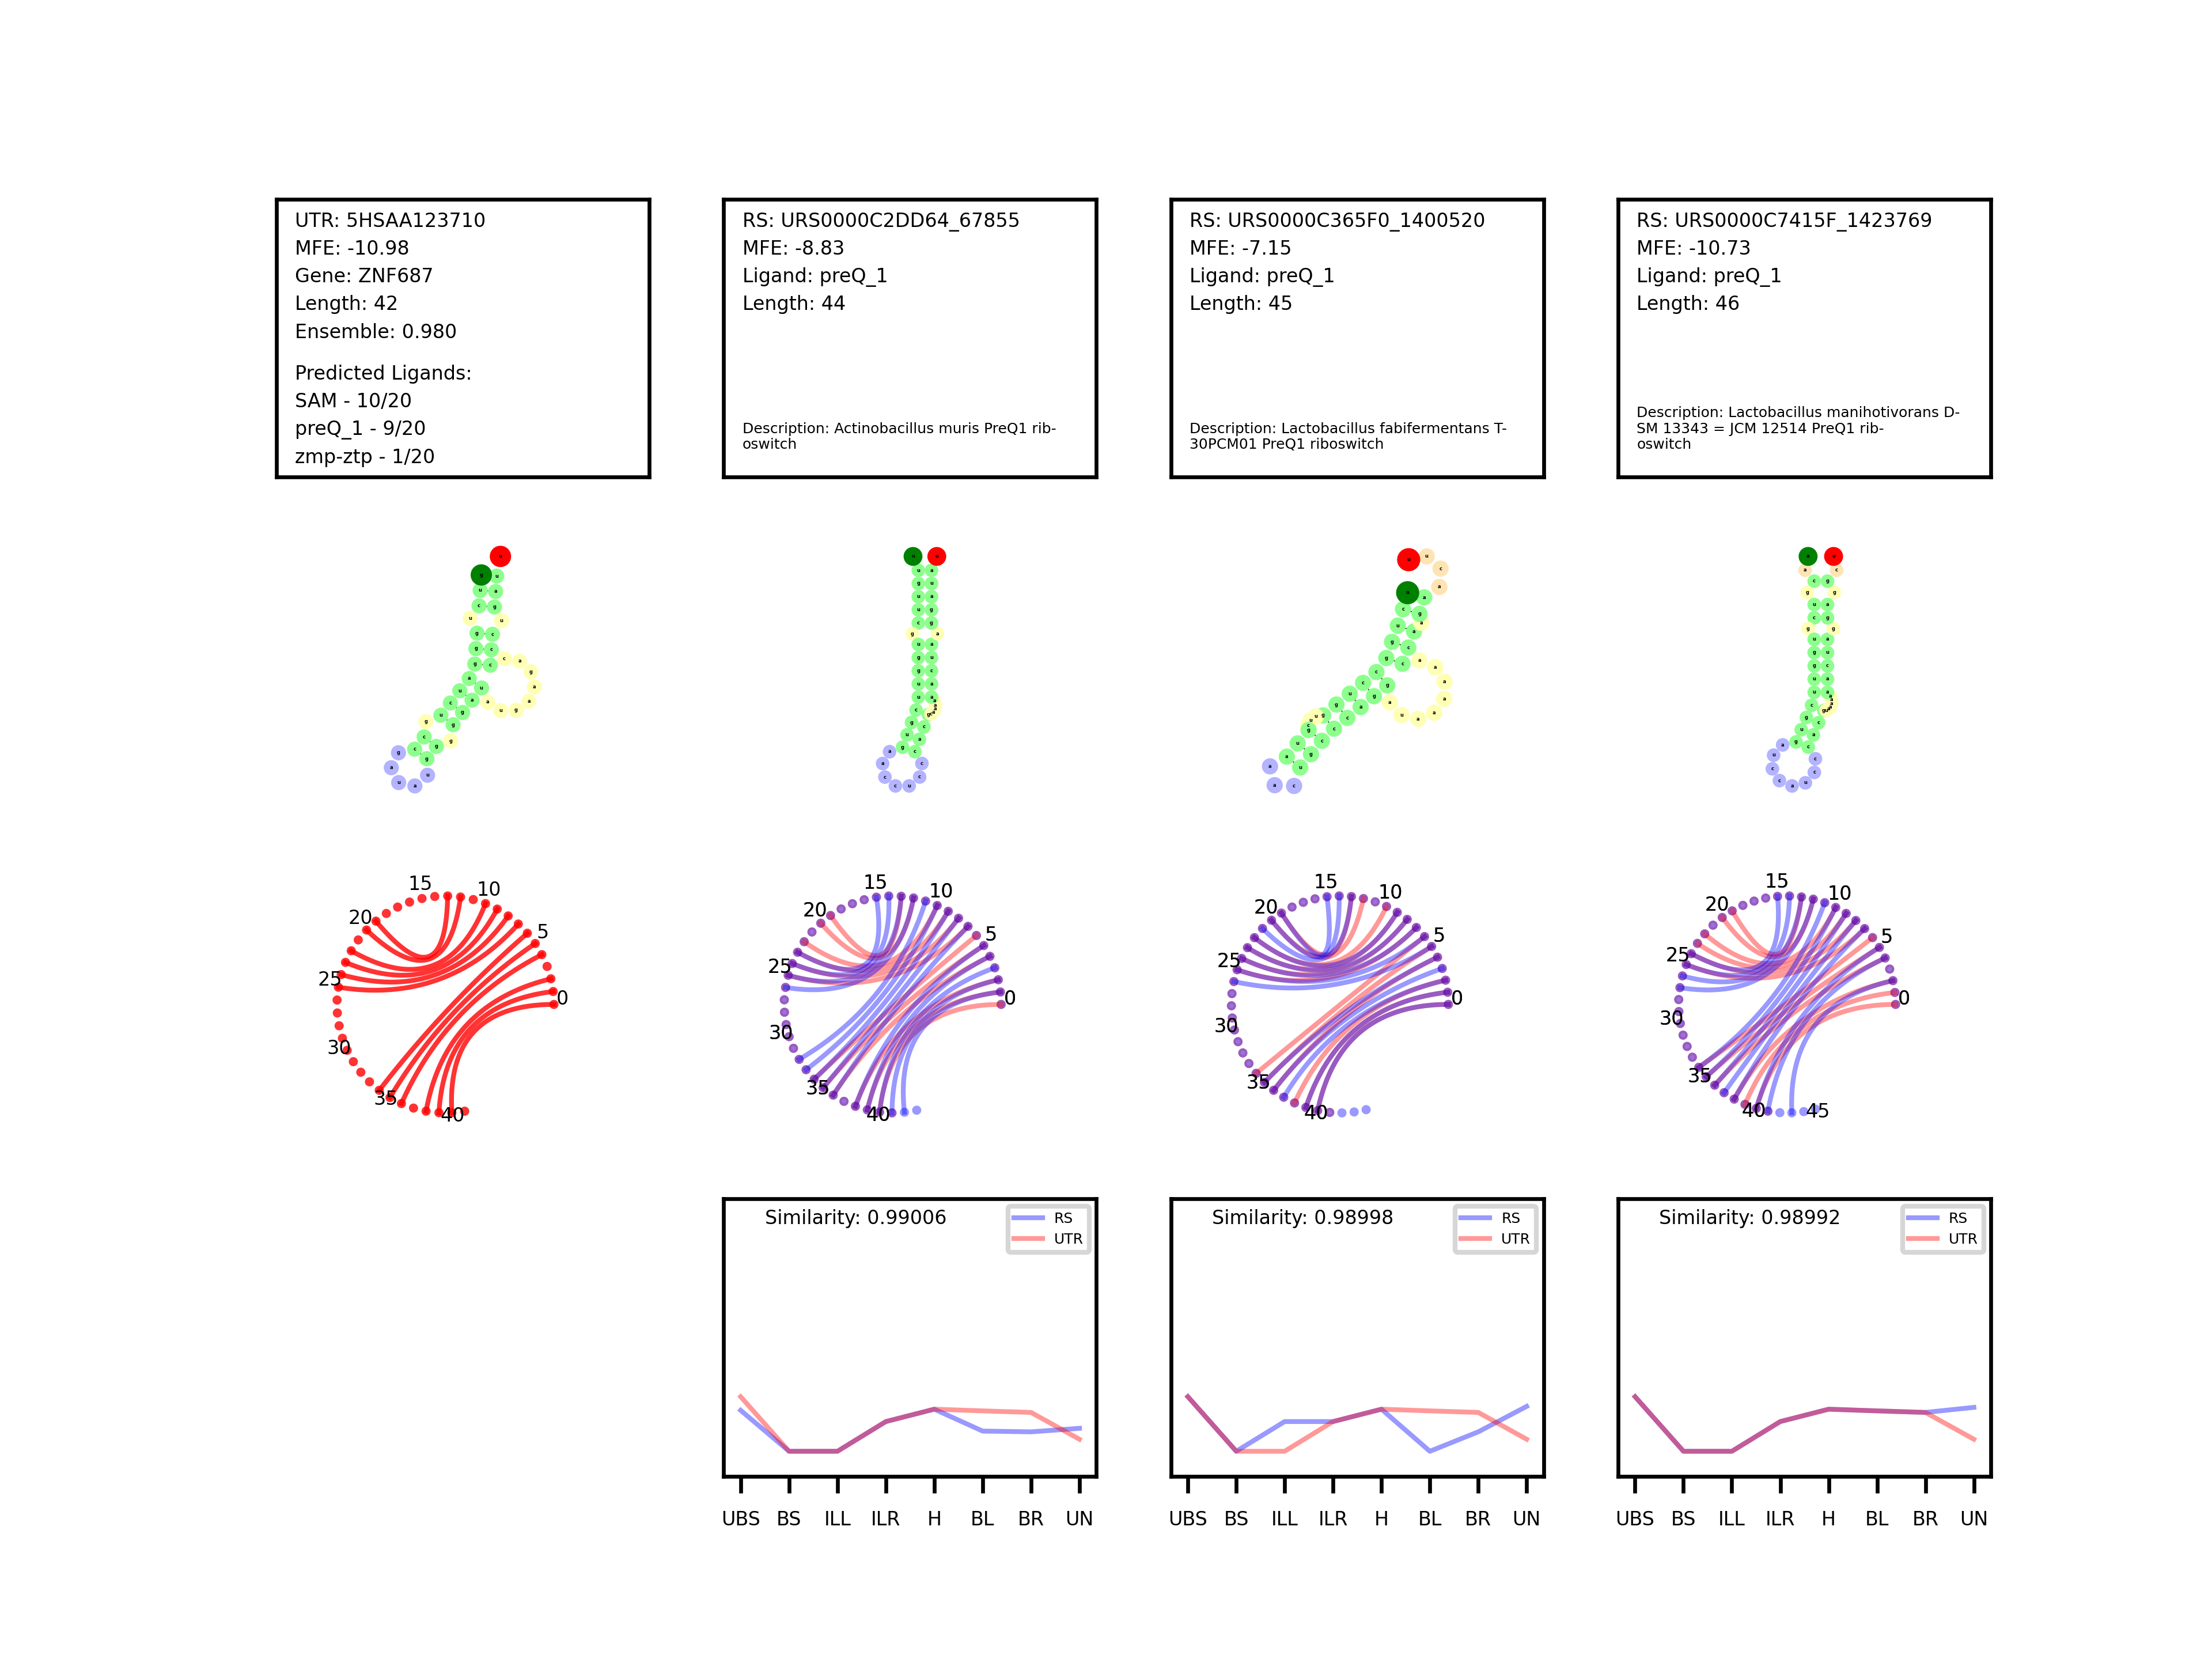 UTR: 5HSAA123710
MFE: -10.98
Gene: ZNF687
Length: 42
Ensemble: 0.980
Predicted Ligands:
SAM - 10/20
preQ_1 - 9/20
zmp-ztp - 1/20
RS: URS0000C2DD64_67855
MFE: -8.83
Ligand: preQ_1
Length: 44
Description: Actinobacillus muris PreQ1 rib-
oswitch
RS: URS0000C365F0_1400520
MFE: -7.15
Ligand: preQ_1
Length: 45
Description: Lactobacillus fabifermentans T-
30PCM01 PreQ1 riboswitch
RS: URS0000C7415F_1423769
MFE: -10.73
Ligand: preQ_1
Length: 46
Description: Lactobacillus manihotivorans D-
SM 13343 = JCM 12514 PreQ1 rib-
oswitch
0
5
10
15
20
25
30
35
40
0
5
10
15
20
25
30
35
40
0
5
10
15
20
25
30
35
40
0
5
10
15
20
25
30
35
40
45
Similarity: 0.99006
RS
UTR
UBS BS ILL ILR H BL BR UN
Similarity: 0.98998
RS
UTR
UBS BS ILL ILR H BL BR UN
Similarity: 0.98992
RS
UTR
UBS BS ILL ILR H BL BR UN